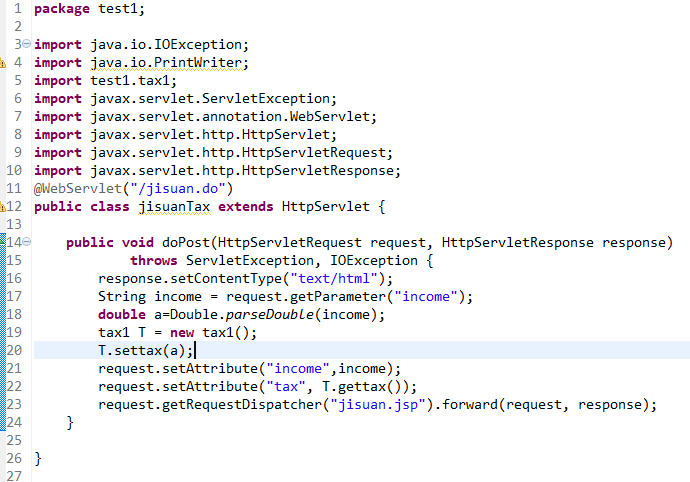 1 package test1;
2
3 import java.io.IOException;
4 import java.io.PrintWriter;
5 import test1.tax1;
6 import javax.servlet.ServletException;
7 import javax.servlet.annotation.WebServlet;
8 import javax.servlet.http.HttpServlet;
9 import javax.servlet.http.HttpServletRequest;
10 import javax.servlet.http.HttpServletResponse;
11 @WebServlet("/jisuan.do")
12 public class jisuanTax extends HttpServlet {
13
14     public void doPost(HttpServletRequest request, HttpServletResponse response)
15             throws ServletException, IOException {
16         response.setContentType("text/html");
17         String income = request.getParameter("income");
18         double a=Double.parseDouble(income);
19         tax1 T = new tax1();
20         T.settax(a);
21         request.setAttribute("income",income);
22         request.setAttribute("tax", T.gettax());
23         request.getRequestDispatcher("jisuan.jsp").forward(request, response);
24     }
25
26 }
27